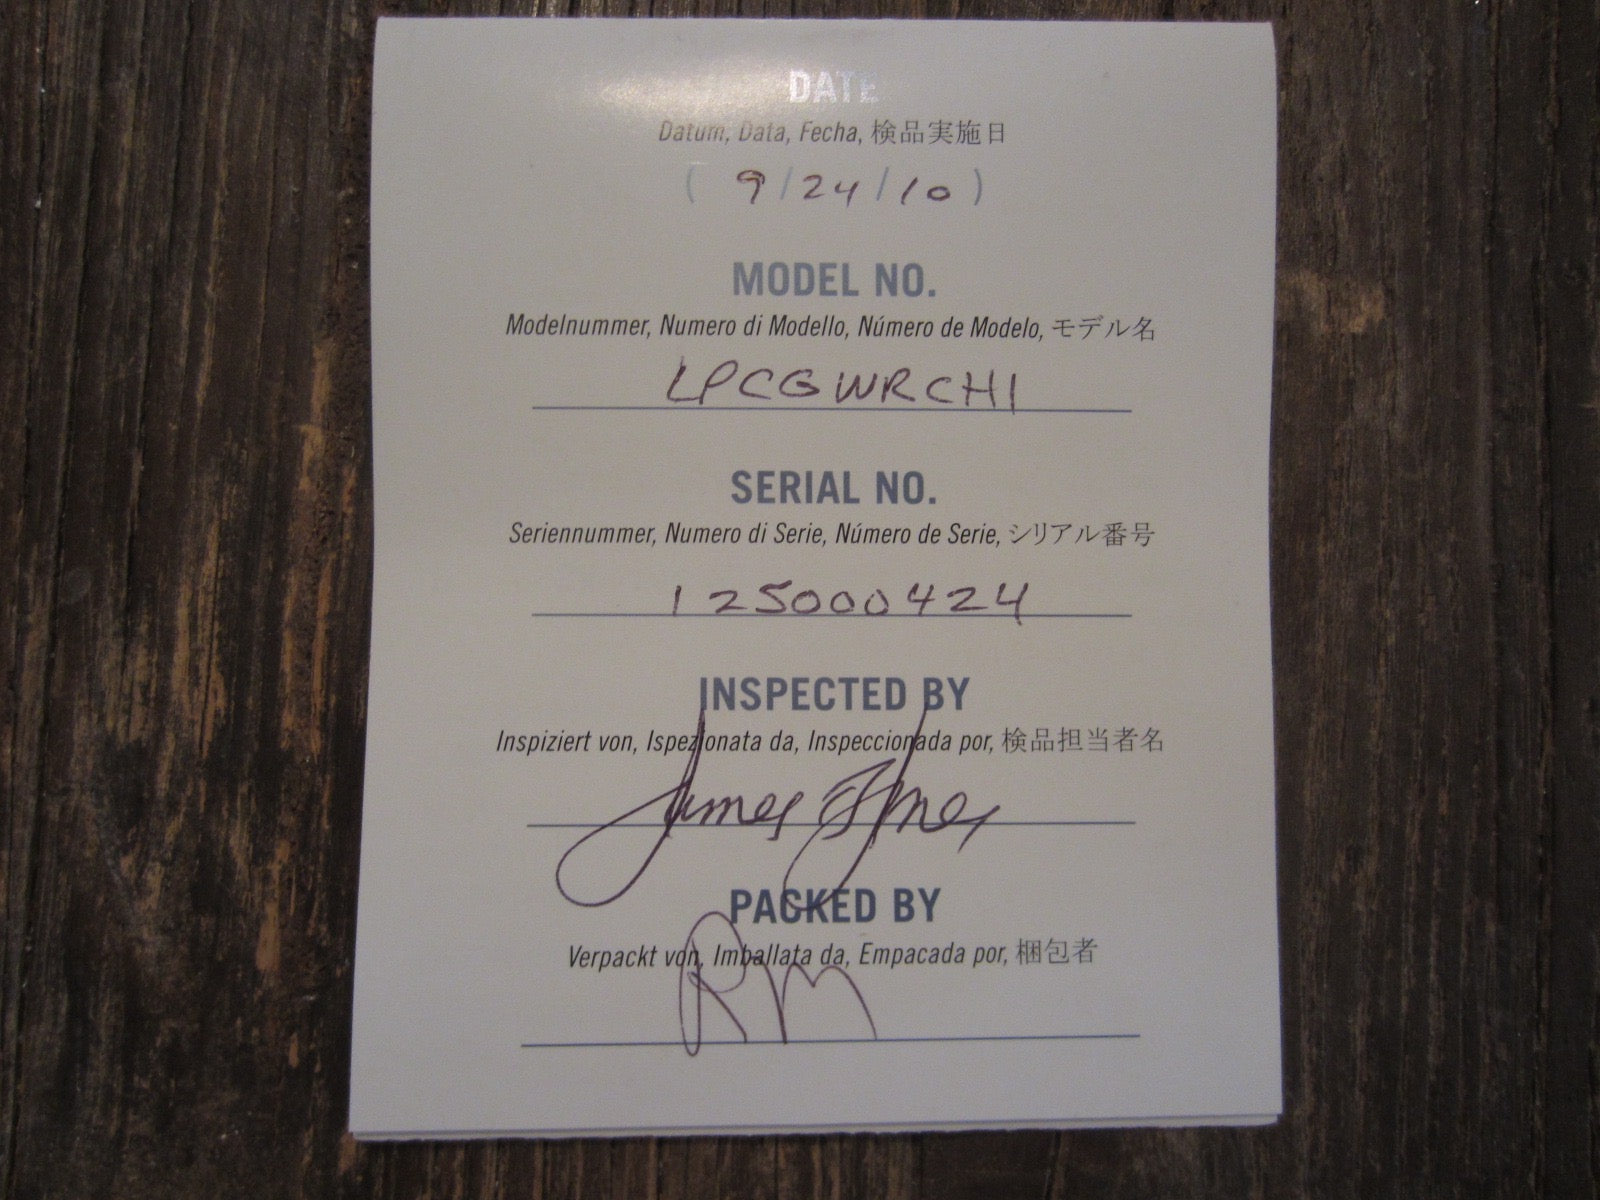 DATE
Datum, Data, Fecha, 検品実施日
( 9/24/10 )
MODEL NO.
Modelnummer, Numero di Modello, Número de Modelo, モデル名
LPCGWRCH1
SERIAL NO.
Seriennummer, Numero di Serie, Número de Serie, シリアル番号
125000424
INSPECTED BY
Inspiziert von, Ispezionata da, Inspeccionada por, 検品担当者名
James
PACKED BY
Verpackt von, Imballata da, Empacada por, 梱包者
RM